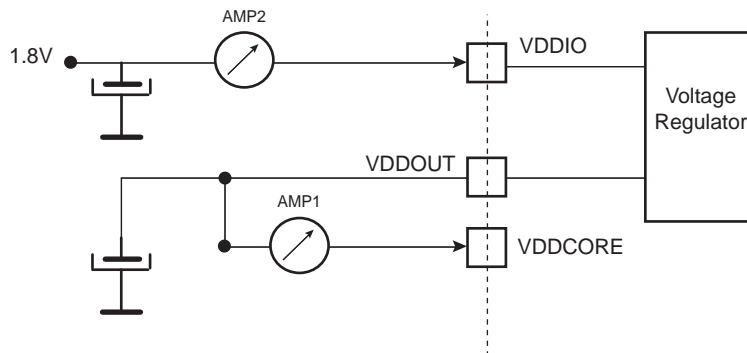 AMP2
1.8V
VDDIO
Voltage
Regulator
VDDOUT
AMP1
VDDCORE